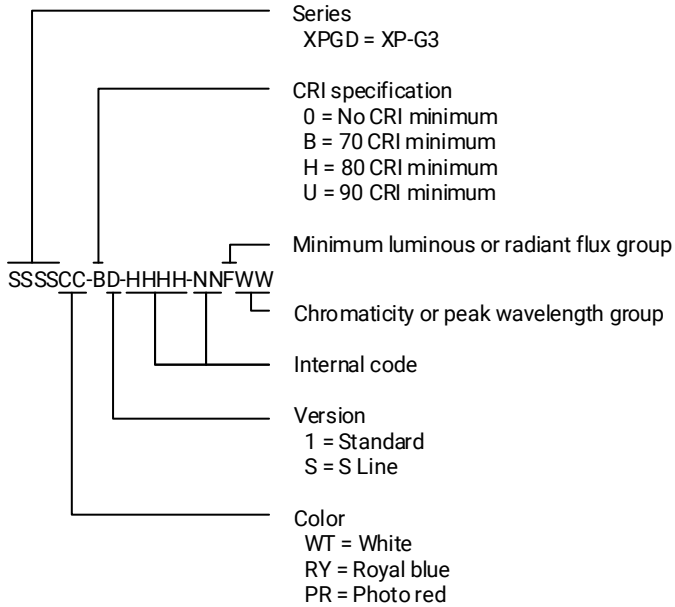 Series
XPGD = XP-G3
CRI specification
0 = No CRI minimum
B = 70 CRI minimum
H = 80 CRI minimum
U = 90 CRI minimum
Minimum luminous or radiant flux group
SSSSCC-BD-HHHH-NNFWW
Chromaticity or peak wavelength group
Internal code
Version
1 = Standard
S = S Line
Color
WT = White
RY = Royal blue
PR = Photo red